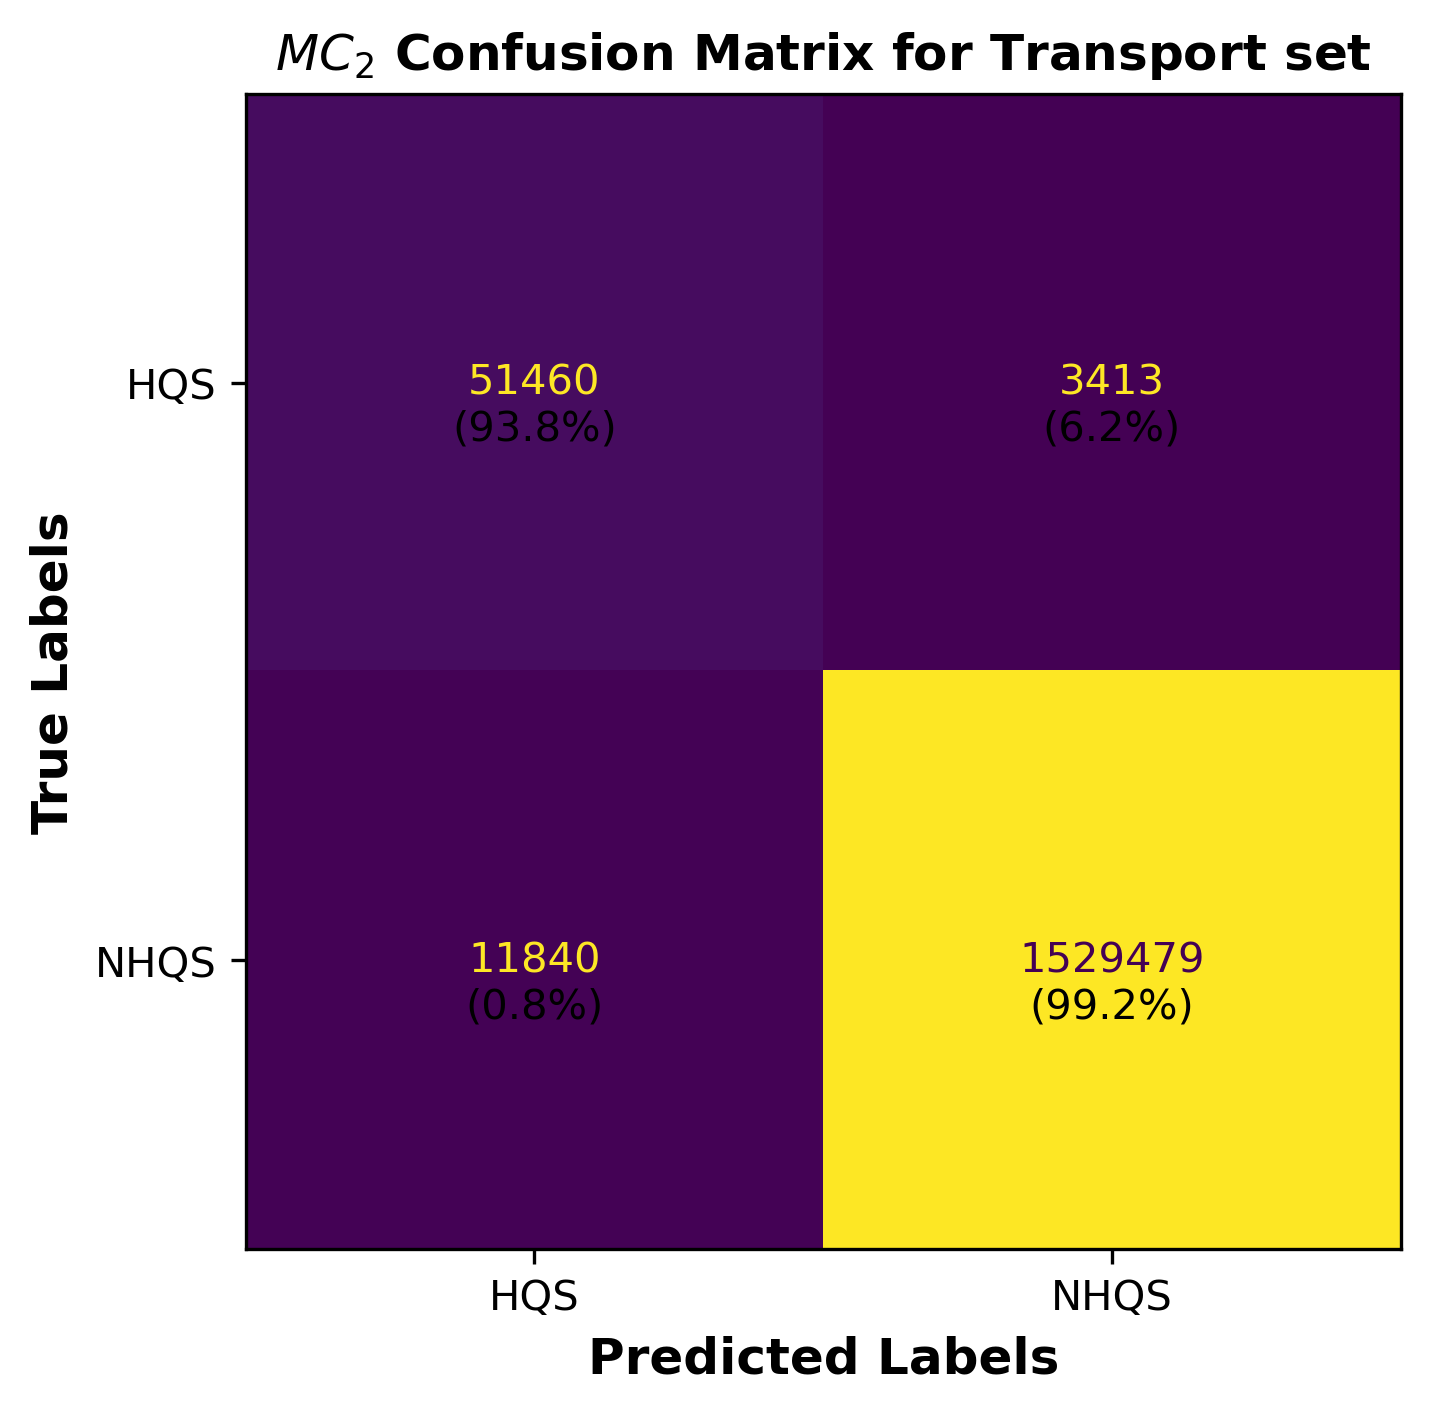 MC₂ Confusion Matrix for Transport set
True Labels
HQS
51460
(93.8%)
3413
(6.2%)
NHQS
11840
(0.8%)
1529479
(99.2%)
HQS
NHQS
Predicted Labels